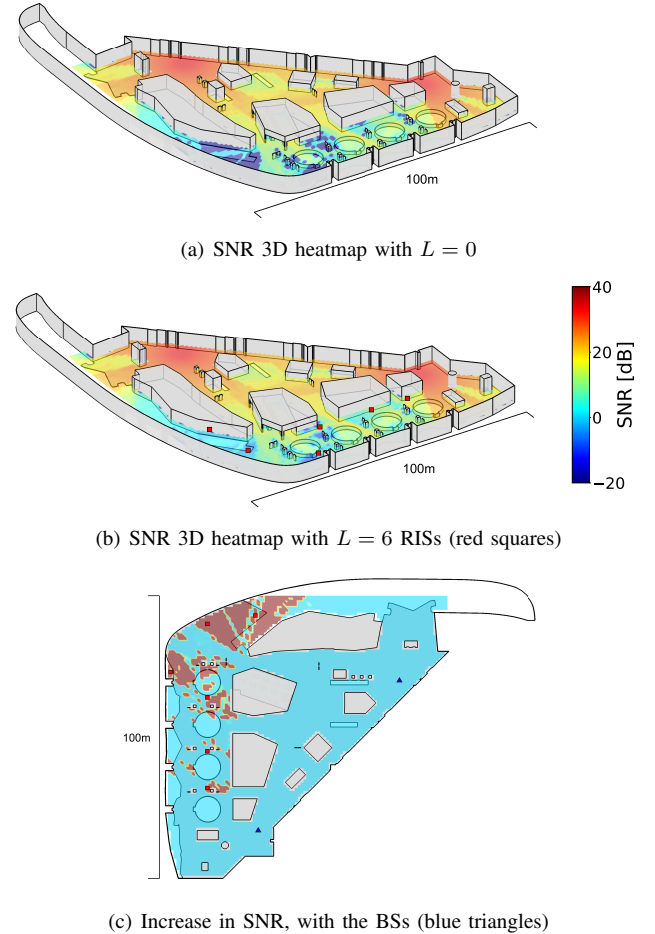 100m
(a) SNR 3D heatmap with L = 0
40
20
0
−20
SNR [dB]
100m
(b) SNR 3D heatmap with L = 6 RISs (red squares)
100m
(c) Increase in SNR, with the BSs (blue triangles)